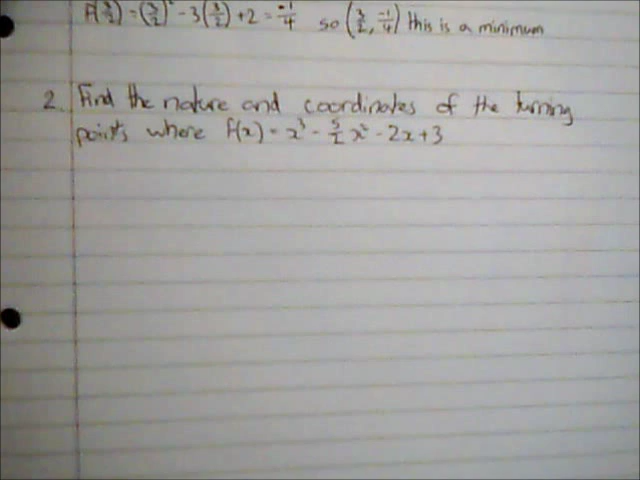 f(3/2) = (3/2)² - 3(3/2) + 2 = -1/4 so (3/2, -1/4) this is a minimum
2. Find the nature and coordinates of the turning
points where f(x) = x³ - 5/2 x² - 2x + 3